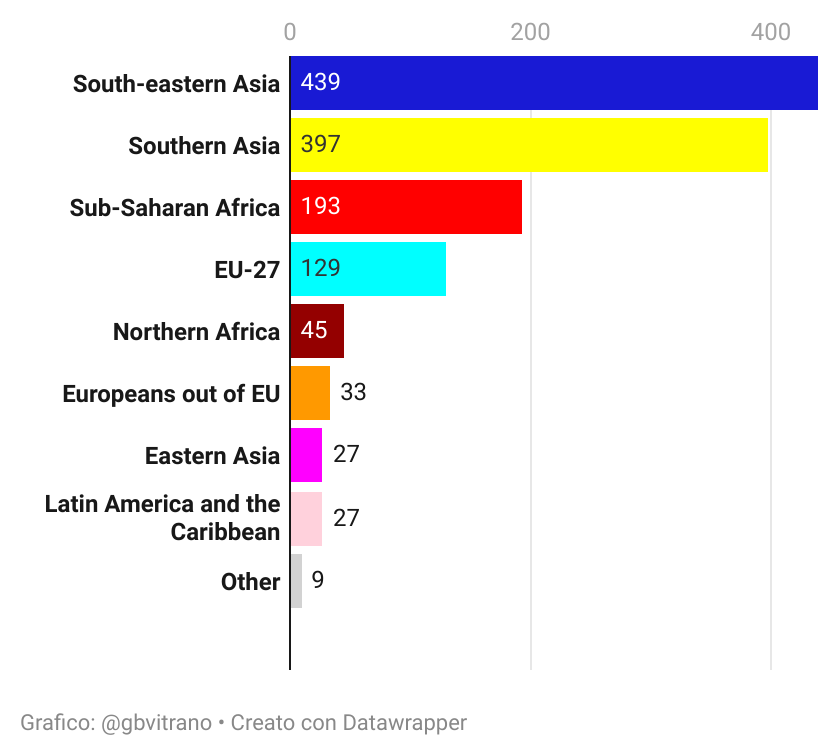 0 200 400
South-eastern Asia 439
Southern Asia 397
Sub-Saharan Africa 193
EU-27 129
Northern Africa 45
Europeans out of EU 33
Eastern Asia 27
Latin America and the
Caribbean 27
Other 9
Grafico: @gbvitrano • Creato con Datawrapper